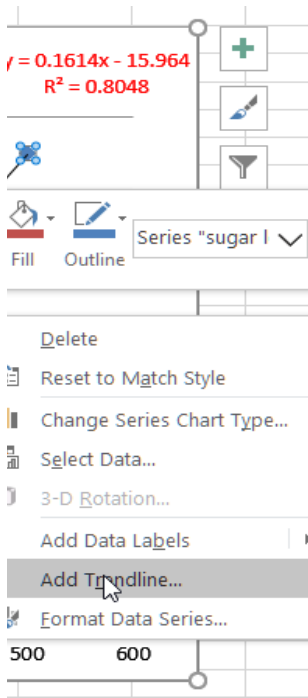 y = 0.1614x - 15.964
R² = 0.8048
Series "sugar l
Fill Outline
Delete
Reset to Match Style
Change Series Chart Type...
Select Data...
3-D Rotation...
Add Data Labels
Add Trendline...
Format Data Series...
500 600